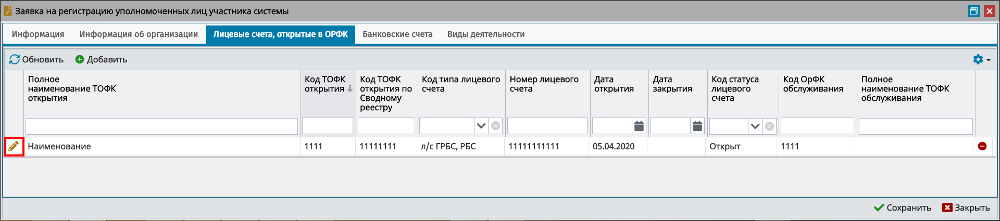 Заявка на регистрацию уполномоченных лиц участника системы
Информация Информация об организации Лицевые счета, открытые в ОРФК Банковские счета Виды деятельности
Обновить Добавить
Полное
наименование ТОФК
открытия
Код ТОФК
открытия
Код ТОФК
открытия по
Сводному
реестру
Код типа лицевого
счета
Номер лицевого
счета
Дата
открытия
Дата
закрытия
Код статуса
лицевого
счета
Код ОрФК
обслуживания
Полное
наименование ТОФК
обслуживания
Наименование 1111 11111111 л/с ГРБС, РБС 11111111111 05.04.2020 Открыт 1111
Сохранить Закрыть